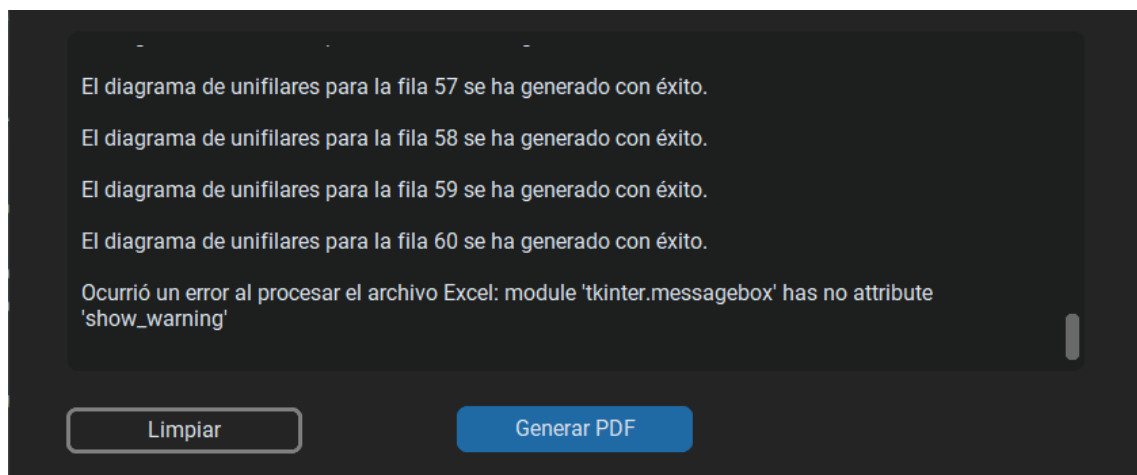 El diagrama de unifilares para la fila 57 se ha generado con éxito.
El diagrama de unifilares para la fila 58 se ha generado con éxito.
El diagrama de unifilares para la fila 59 se ha generado con éxito.
El diagrama de unifilares para la fila 60 se ha generado con éxito.
Ocurrió un error al procesar el archivo Excel: module 'tkinter.messagebox' has no attribute
'show_warning'
Limpiar
Generar PDF